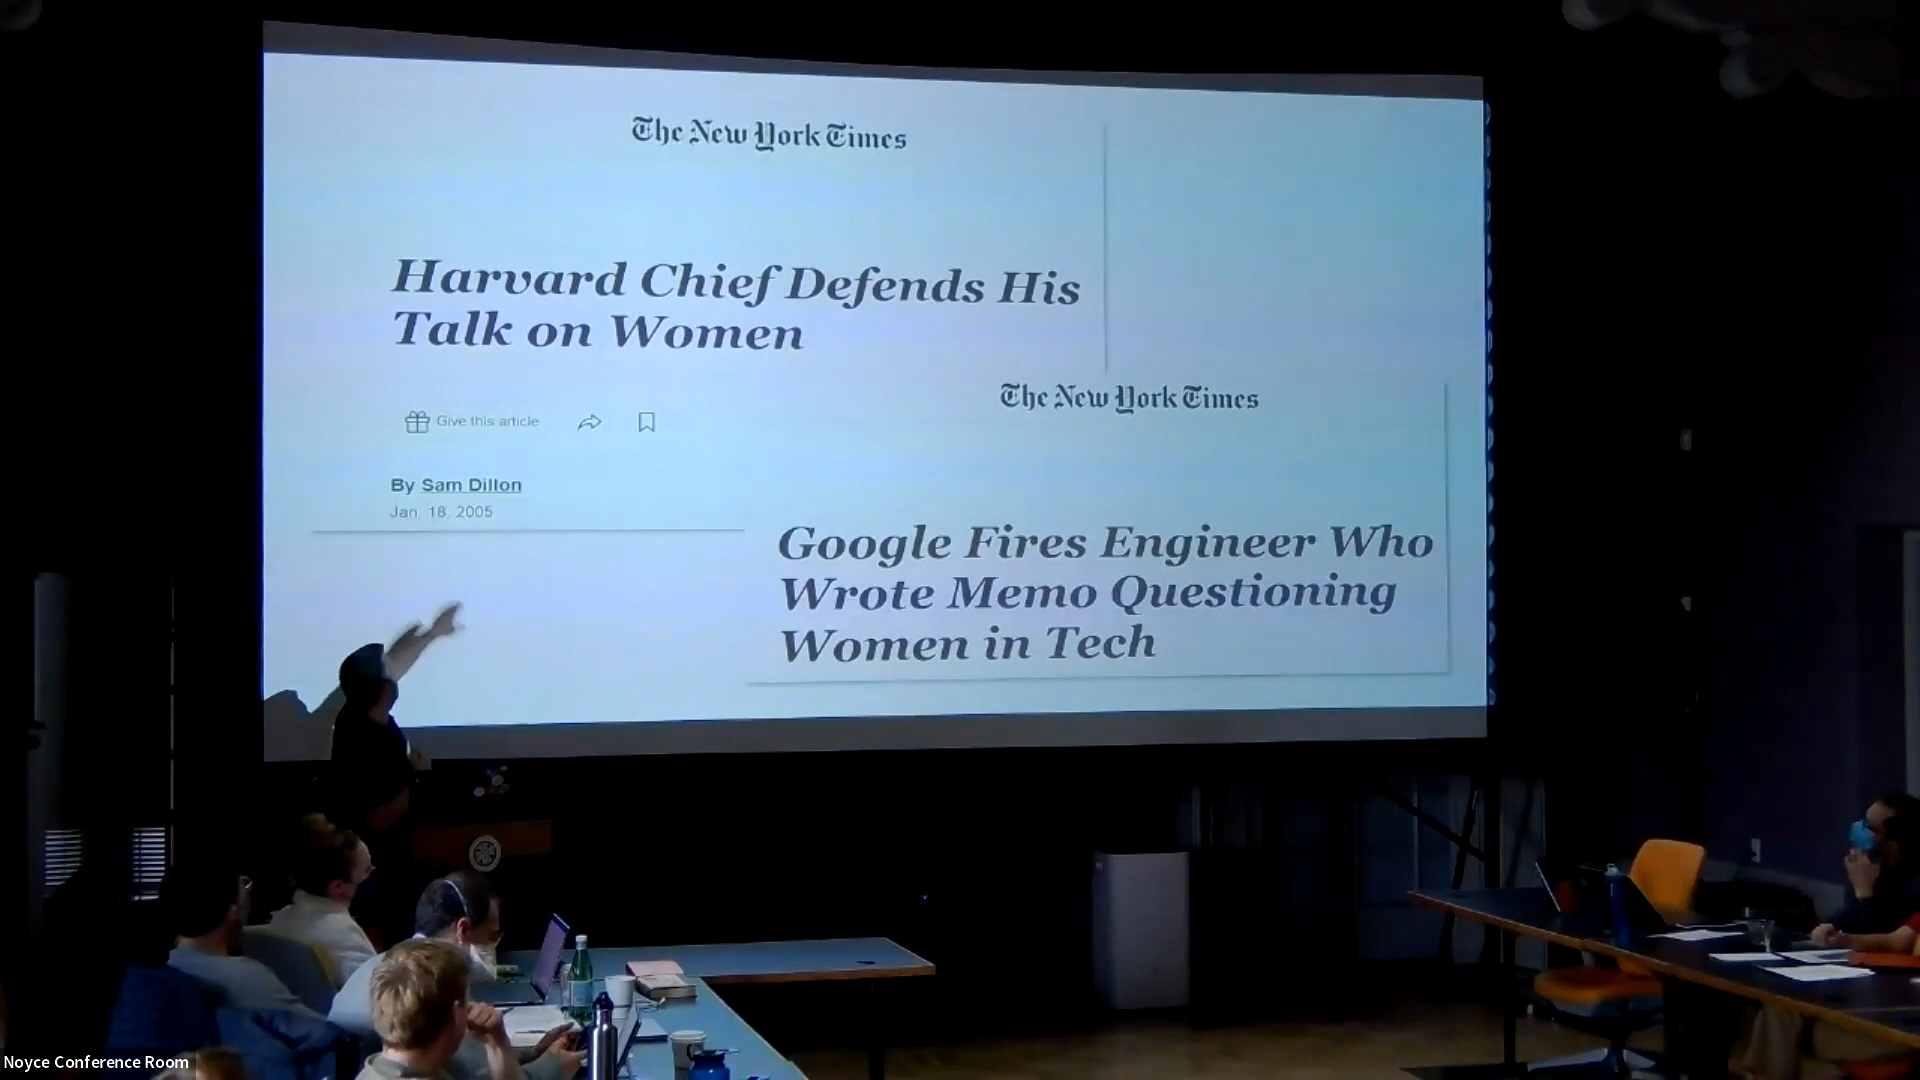 The New York Times
Harvard Chief Defends His
Talk on Women
Give this article
By Sam Dillon
Jan. 18, 2005
The New York Times
Google Fires Engineer Who
Wrote Memo Questioning
Women in Tech
Noyce Conference Room